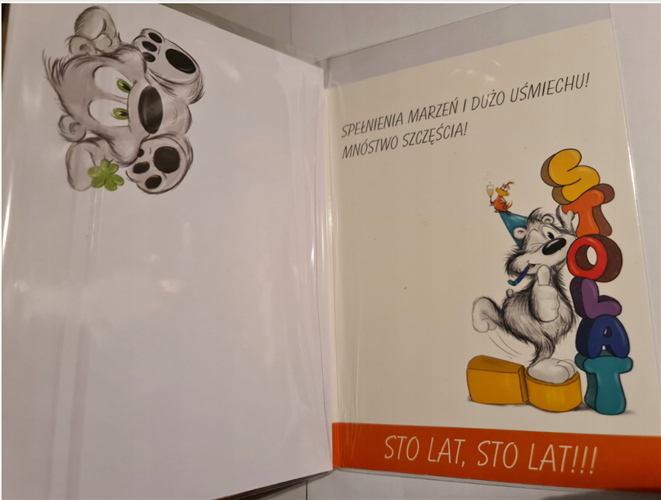 SPEŁNIENIA MARZEŃ I DUŻO UŚMIECHU!
MNÓSTWO SZCZĘŚCIA!
STO LAT
STO LAT, STO LAT!!!